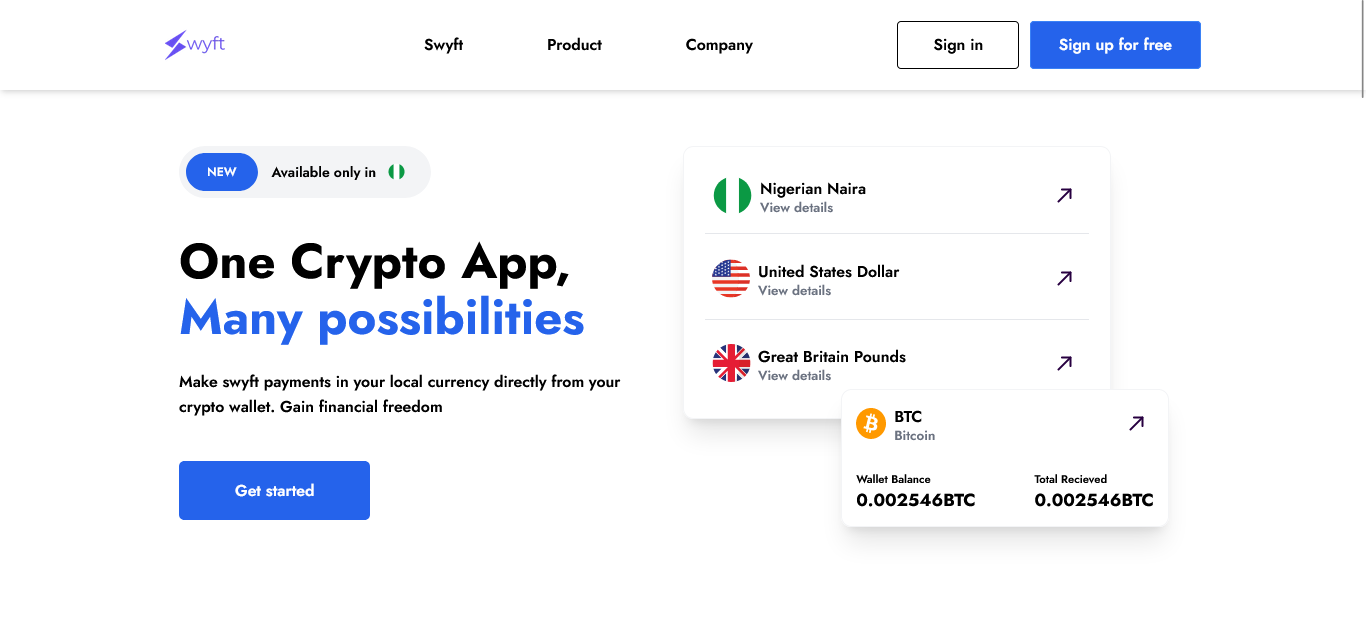 Swyft
Swyft Product Company
Sign in
Sign up for free
NEW Available only in
One Crypto App,
Many possibilities
Make swyft payments in your local currency directly from your
crypto wallet. Gain financial freedom
Get started
Nigerian Naira
View details
United States Dollar
View details
Great Britain Pounds
View details
BTC
Bitcoin
Wallet Balance
0.002546BTC
Total Recieved
0.002546BTC